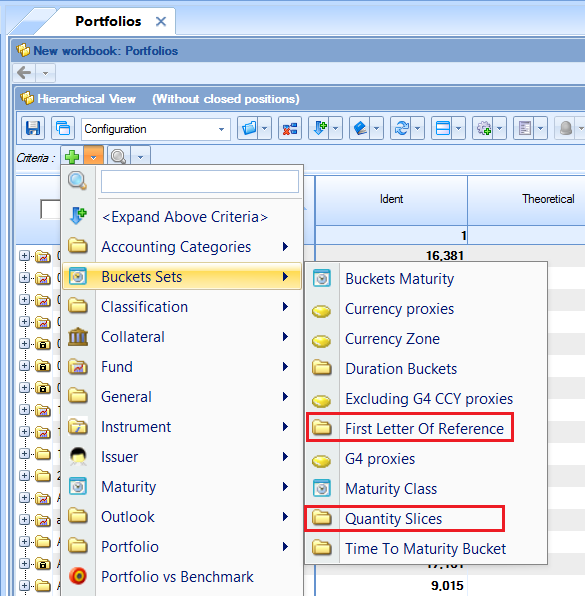 Portfolios
New workbook: Portfolios
Hierarchical View (Without closed positions)
Configuration
Criteria :
Ident
Theoretical
<Expand Above Criteria>
1
Accounting Categories
16,381
Buckets Sets
Buckets Maturity
Classification
Currency proxies
Collateral
Currency Zone
Fund
Duration Buckets
General
Excluding G4 CCY proxies
Instrument
First Letter Of Reference
Issuer
G4 proxies
Maturity
Maturity Class
Outlook
Quantity Slices
Portfolio
Time To Maturity Bucket
Portfolio vs Benchmark
9,015